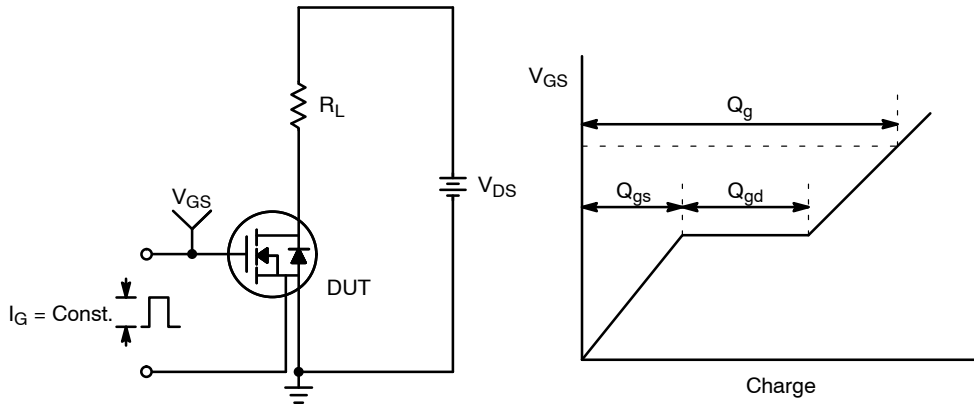 R_L
V_GS
V_DS
DUT
I_G = Const.
V_GS
Q_g
Q_gs
Q_gd
Charge